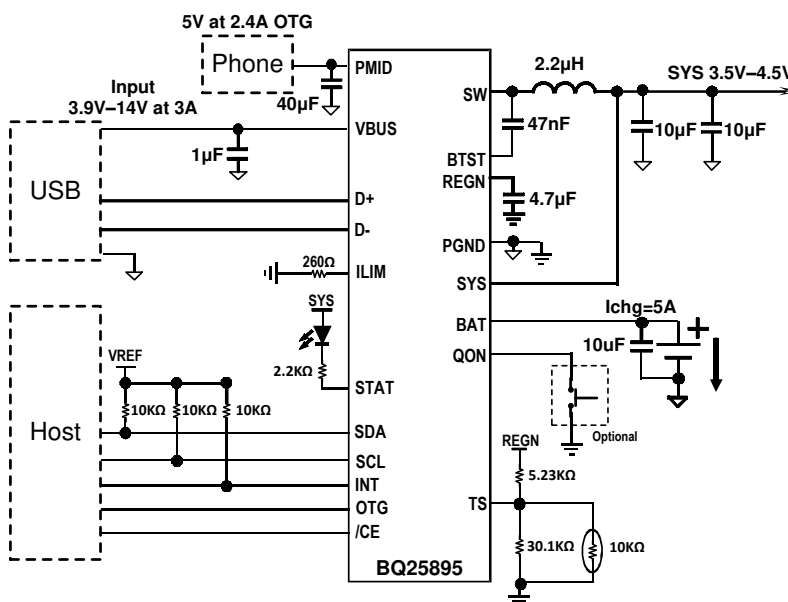 5V at 2.4A OTG
Phone
PMID
40µF
Input
3.9V–14V at 3A
VBUS
1µF
USB
D+
D-
260Ω
ILIM
SYS
2.2KΩ
STAT
VREF
10KΩ
10KΩ
10KΩ
Host
SDA
SCL
INT
OTG
/CE
BQ25895
SW
2.2µH
SYS 3.5V–4.5V
47nF
10µF
10µF
BTST
REGN
4.7µF
PGND
SYS
Ichg=5A
BAT
10uF
+
QON
Optional
REGN
5.23KΩ
TS
30.1KΩ
10KΩ